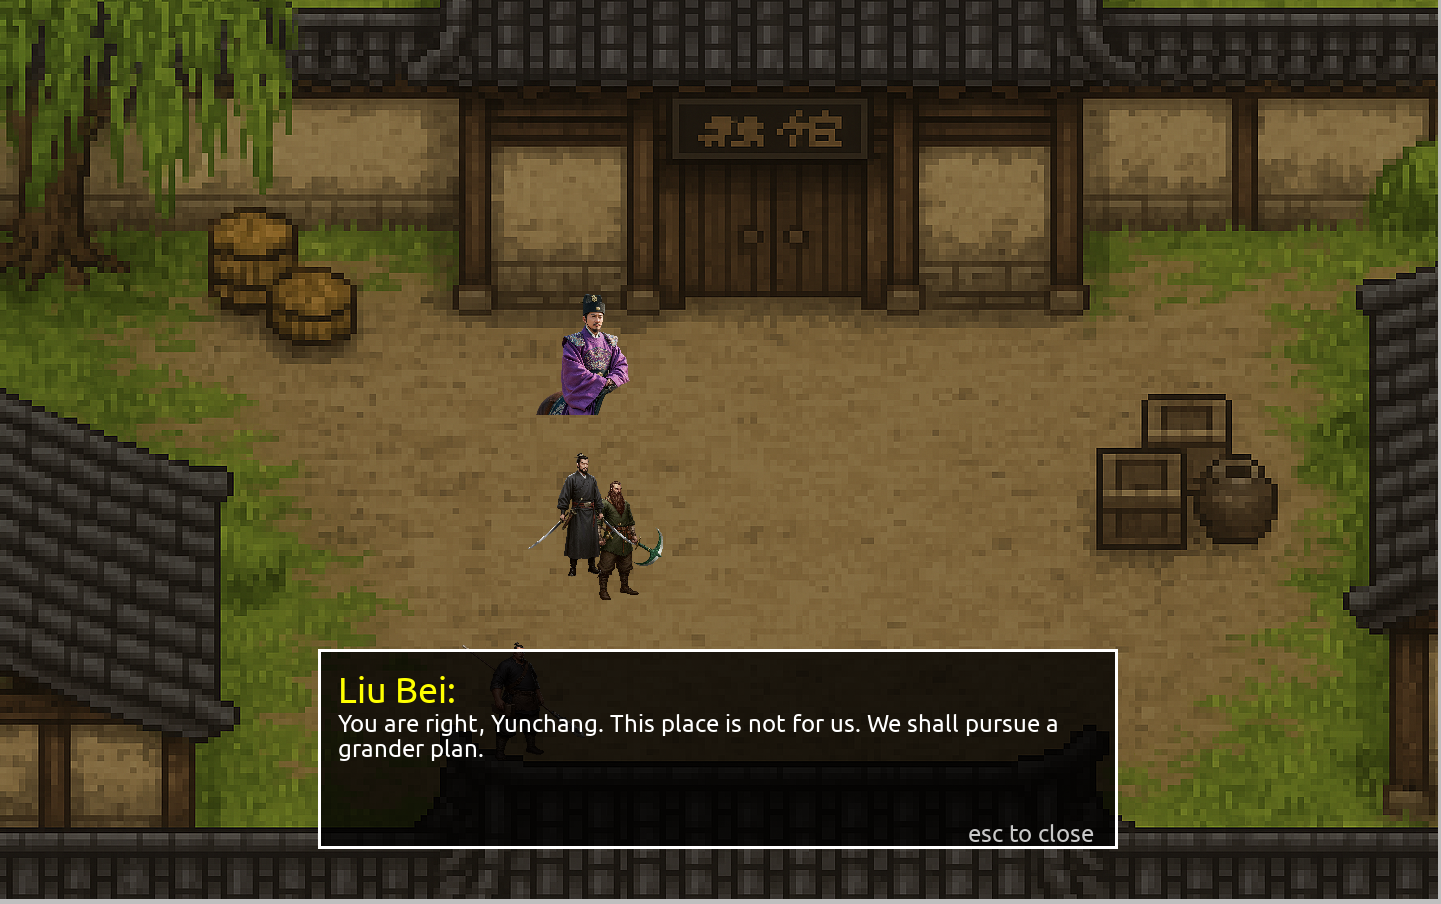 Liu Bei:
You are right, Yunchang. This place is not for us. We shall pursue a
grander plan.
esc to close